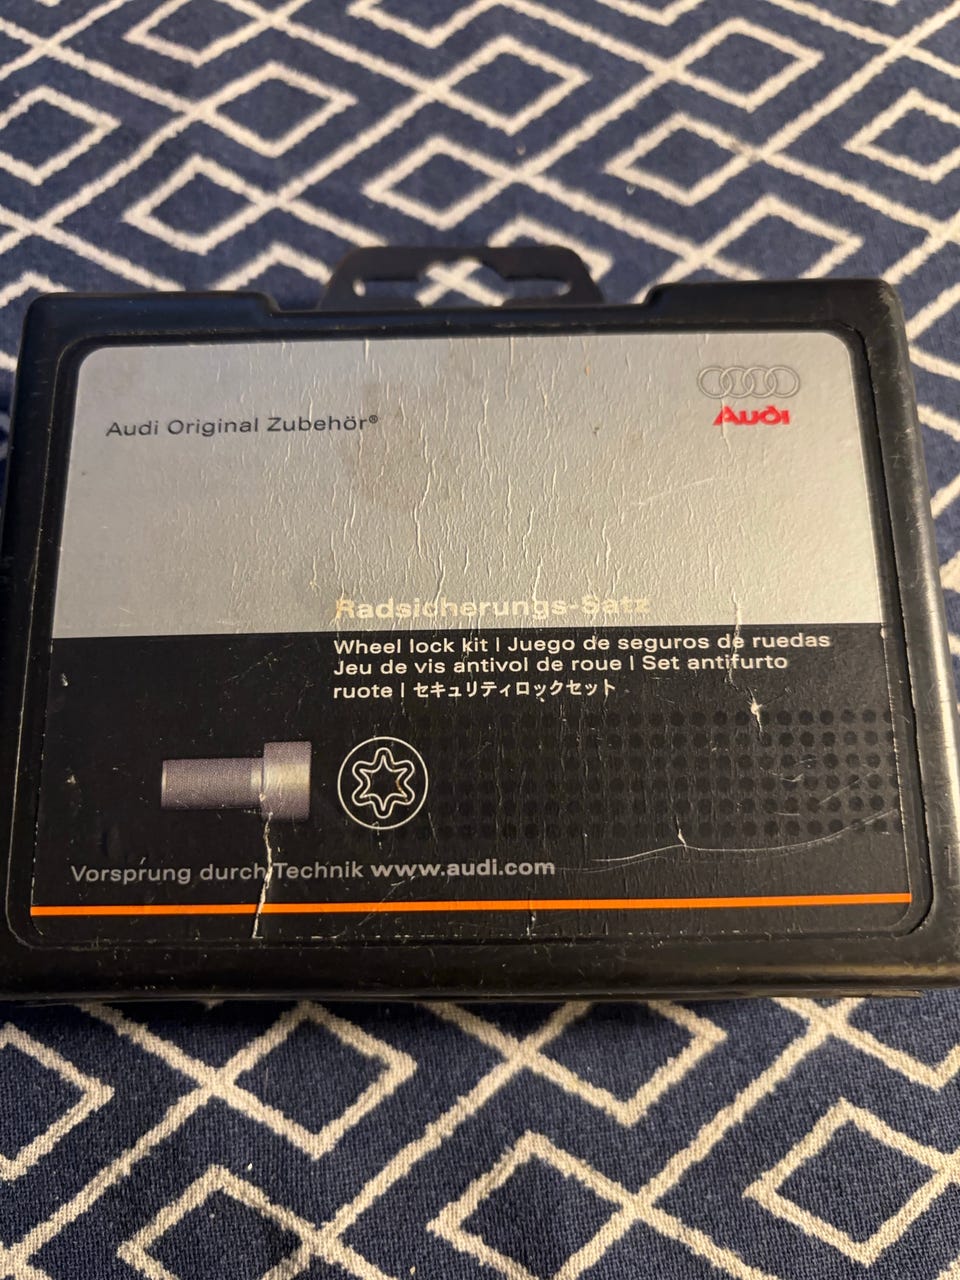 Audi Original Zubehör®
Audi
Radsicherungs-Satz
Wheel lock kit | Juego de seguros de ruedas
Jeu de vis antivol de roue | Set antifurto
ruote | セキュリティロックセット
Vorsprung durch Technik www.audi.com